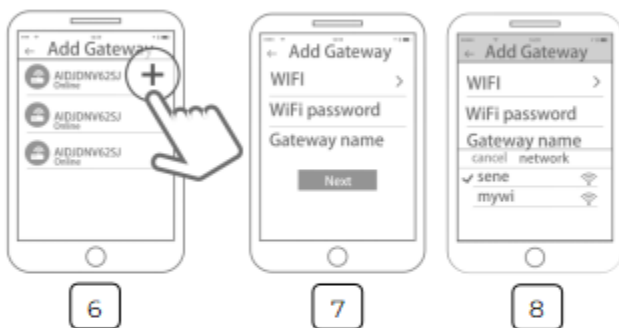 ← Add Gateway
AIDJDNV62SJ
Online
AIDJDNV62SJ
Online
AIDJDNV62SJ
Online
6
← Add Gateway
WIFI >
WiFi password
Gateway name
Next
7
← Add Gateway
WIFI >
WiFi password
Gateway name
cancel network
✓ sene
mywi
8